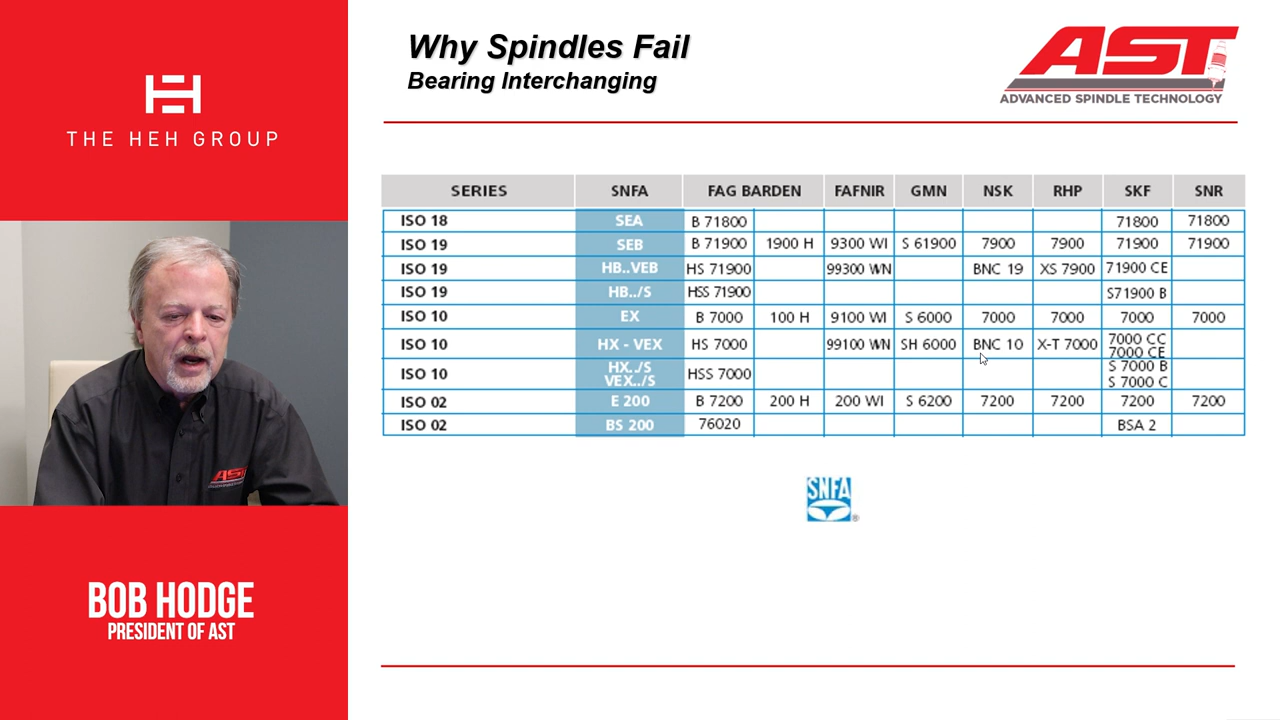 THE HEH GROUP
BOB HODGE
PRESIDENT OF AST
Why Spindles Fail
Bearing Interchanging
AST
ADVANCED SPINDLE TECHNOLOGY
SERIES SNFA FAG BARDEN FAFNIR GMN NSK RHP SKF SNR
ISO 18 SEA B 71800 71800 71800
ISO 19 SEB B 71900 1900 H 9300 WI S 61900 7900 7900 71900 71900
ISO 19 HB..VEB HS 71900 99300 WN BNC 19 XS 7900 71900 CE
ISO 19 HB../S HSS 71900 S71900 B
ISO 10 EX B 7000 100 H 9100 WI S 6000 7000 7000 7000 7000
ISO 10 HX - VEX HS 7000 99100 WN SH 6000 BNC 10 X-T 7000 7000 CC
7000 CE
ISO 10 HX../S HSS 7000 S 7000 B
VEX../S S 7000 C
ISO 02 E 200 B 7200 200 H 200 WI S 6200 7200 7200 7200 7200
ISO 02 BS 200 76020 BSA 2
SNFA
®
AST